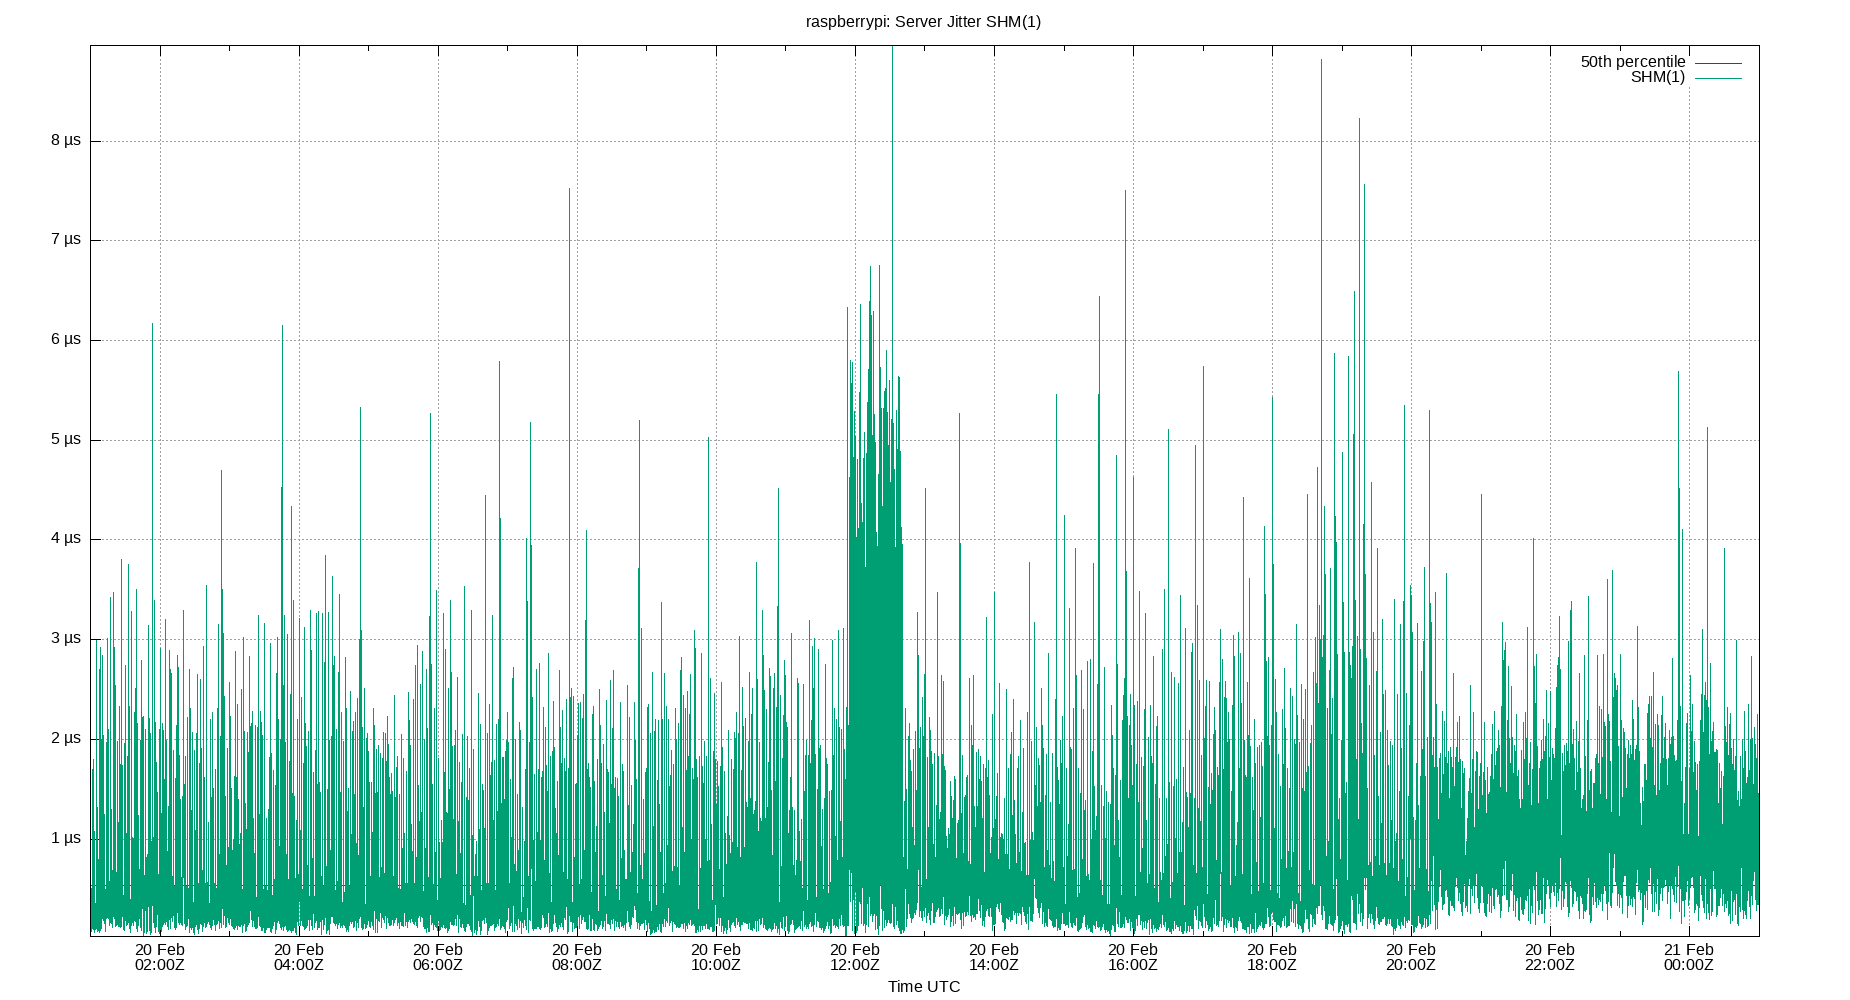 raspberrypi: Server Jitter SHM(1)
50th percentile
SHM(1)
8 µs
7 µs
6 µs
5 µs
4 µs
3 µs
2 µs
1 µs
20 Feb 20 Feb 20 Feb 20 Feb 20 Feb 20 Feb 20 Feb 20 Feb 20 Feb 20 Feb 20 Feb 21 Feb
02:00Z 04:00Z 06:00Z 08:00Z 10:00Z 12:00Z 14:00Z 16:00Z 18:00Z 20:00Z 22:00Z 00:00Z
Time UTC